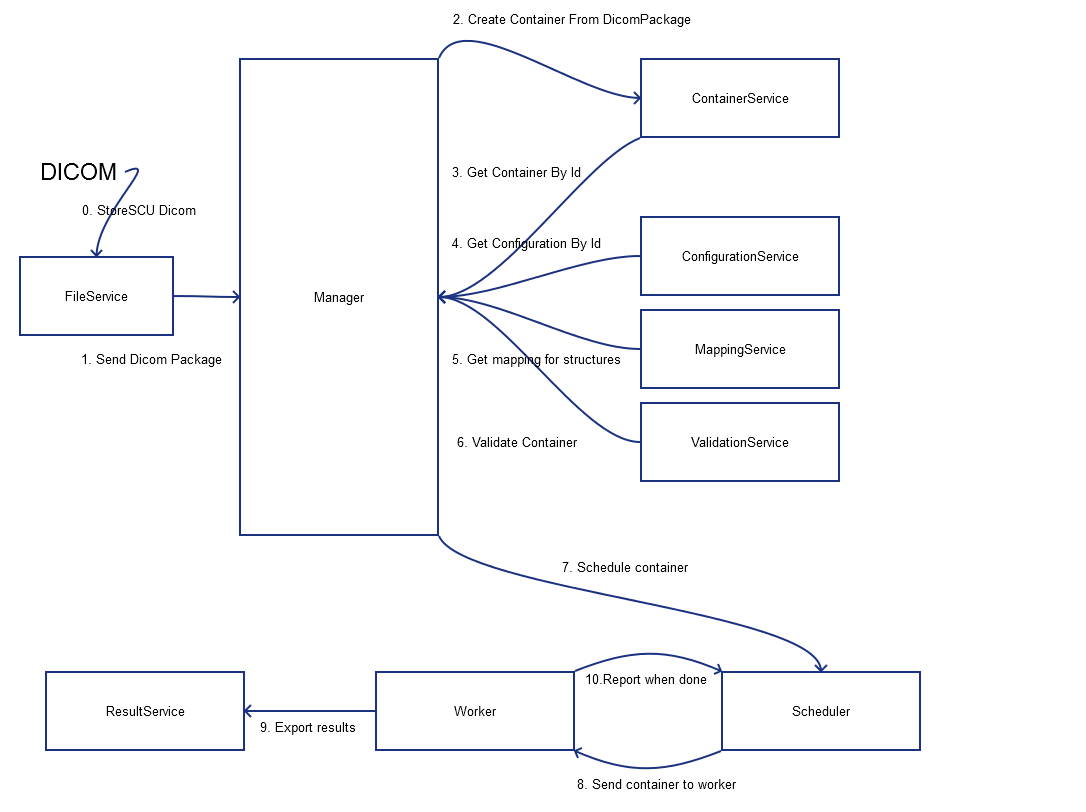 2. Create Container From DicomPackage
ContainerService
DICOM
3. Get Container By Id
0. StoreSCU Dicom
4. Get Configuration By Id
ConfigurationService
FileService
Manager
MappingService
1. Send Dicom Package
5. Get mapping for structures
6. Validate Container
ValidationService
7. Schedule container
10.Report when done
ResultService
Worker
Scheduler
9. Export results
8. Send container to worker